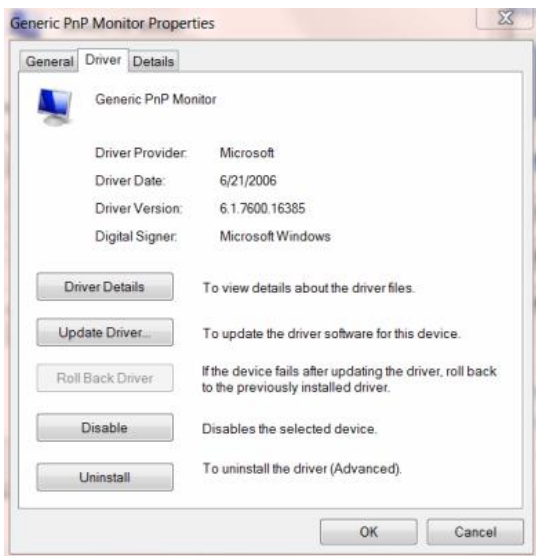 Generic PnP Monitor Properties
General Driver Details
Generic PnP Monitor
Driver Provider: Microsoft
Driver Date: 6/21/2006
Driver Version: 6.1.7600.16385
Digital Signer: Microsoft Windows
Driver Details To view details about the driver files.
Update Driver... To update the driver software for this device.
Roll Back Driver If the device fails after updating the driver, roll back
to the previously installed driver.
Disable Disables the selected device.
Uninstall To uninstall the driver (Advanced).
OK Cancel